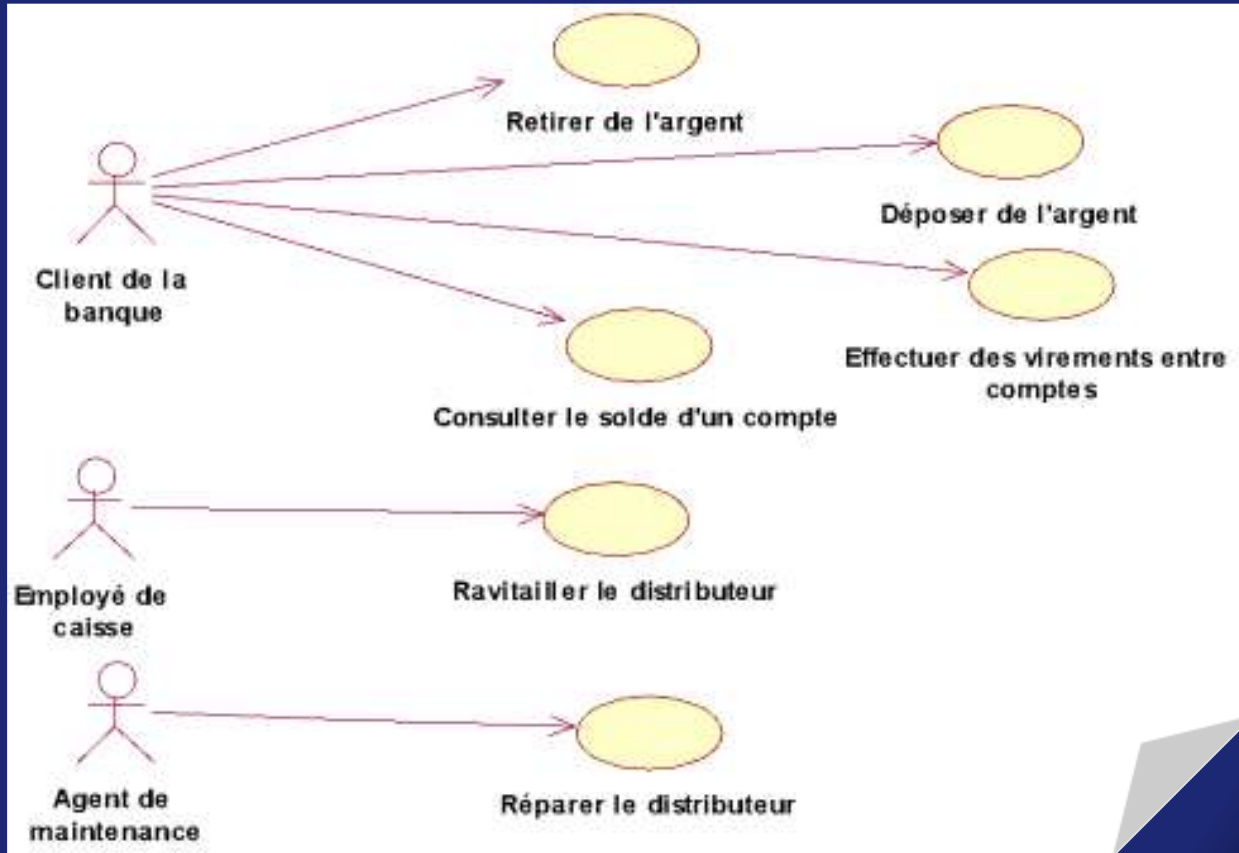 Retirer de l'argent
Déposer de l'argent
Client de la
banque
Effectuer des virements entre
comptes
Consulter le solde d'un compte
Employé de
caisse
Ravitailler le distributeur
Agent de
maintenance
Réparer le distributeur